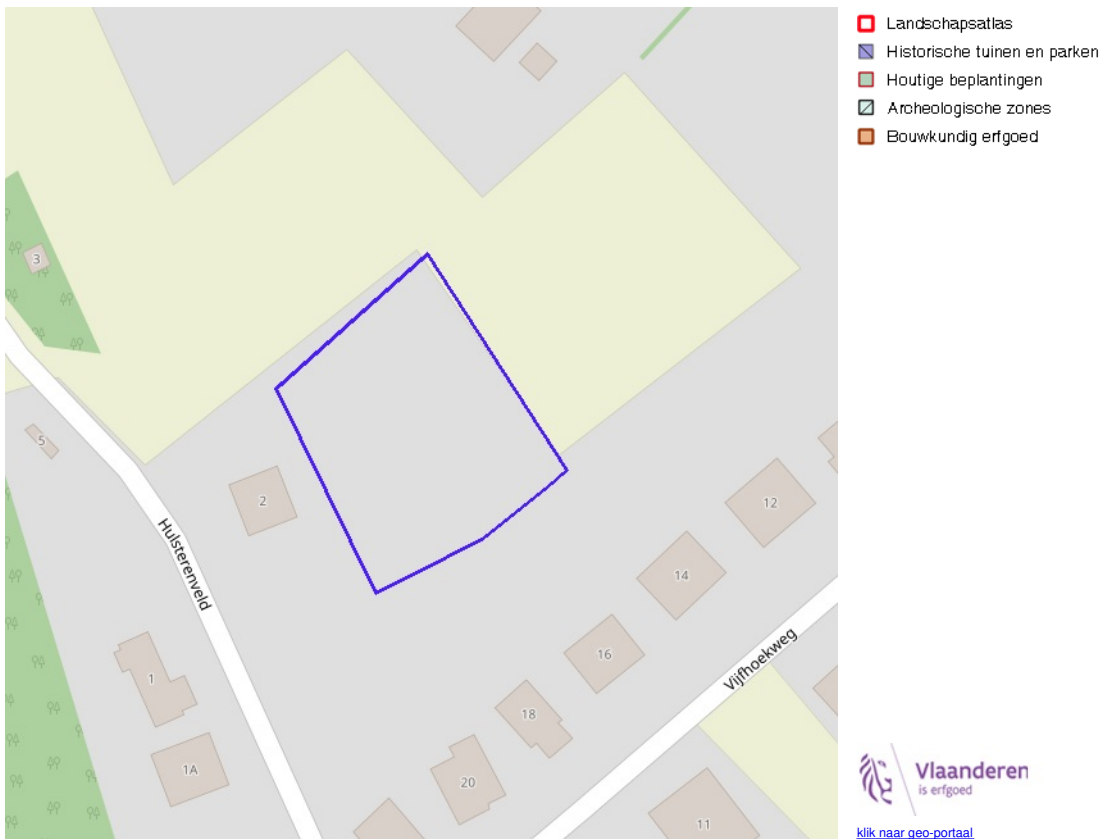 Landschapsatlas
Historische tuinen en parken
Houtige beplantingen
Archeologische zones
Bouwkundig erfgoed
3
5
2
12
Hulsterenveld
14
16
Vijfhoekweg
1
18
1A
20
11
Vlaanderen
is erfgoed
klik naar geo-portaal